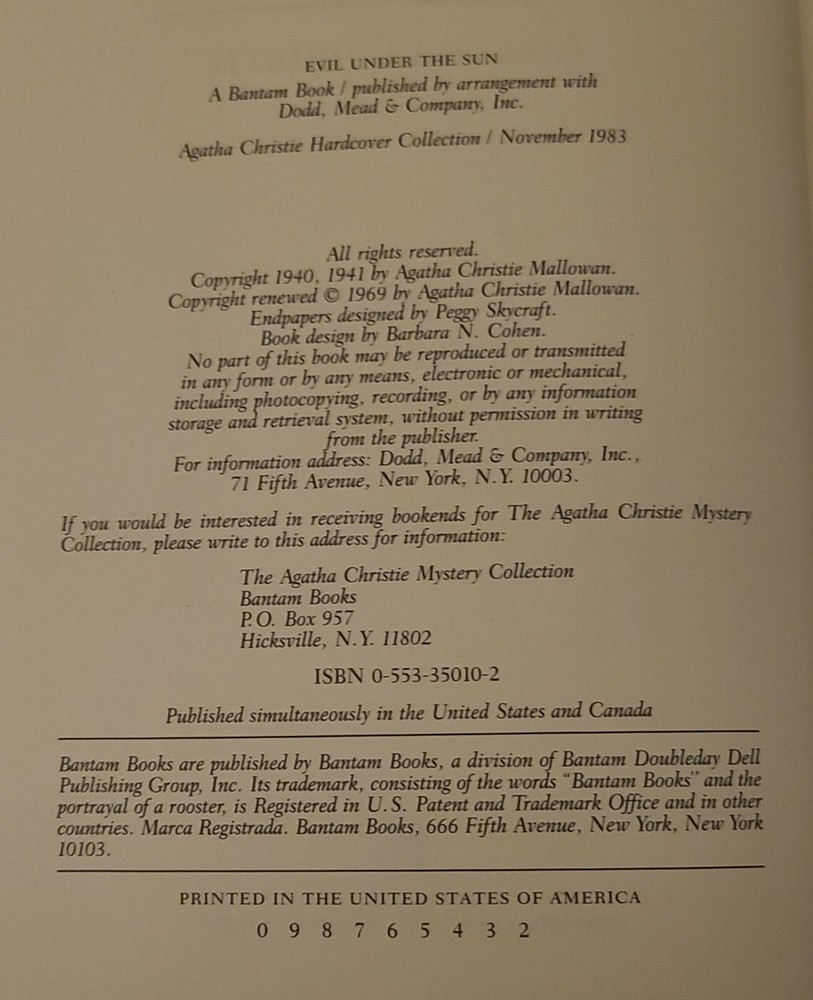 EVIL UNDER THE SUN
A Bantam Book / published by arrangement with
Dodd, Mead & Company, Inc.
Agatha Christie Hardcover Collection / November 1983
All rights reserved.
Copyright 1940, 1941 by Agatha Christie Mallowan.
Copyright renewed © 1969 by Agatha Christie Mallowan.
Endpapers designed by Peggy Skycraft.
Book design by Barbara N. Cohen.
No part of this book may be reproduced or transmitted
in any form or by any means, electronic or mechanical,
including photocopying, recording, or by any information
storage and retrieval system, without permission in writing
from the publisher.
For information address: Dodd, Mead & Company, Inc.,
71 Fifth Avenue, New York, N.Y. 10003.
If you would be interested in receiving bookends for The Agatha Christie Mystery
Collection, please write to this address for information:
The Agatha Christie Mystery Collection
Bantam Books
P.O. Box 957
Hicksville, N.Y. 11802
ISBN 0-553-35010-2
Published simultaneously in the United States and Canada
Bantam Books are published by Bantam Books, a division of Bantam Doubleday Dell
Publishing Group, Inc. Its trademark, consisting of the words "Bantam Books" and the
portrayal of a rooster, is Registered in U.S. Patent and Trademark Office and in other
countries. Marca Registrada. Bantam Books, 666 Fifth Avenue, New York, New York
10103.
PRINTED IN THE UNITED STATES OF AMERICA
0 9 8 7 6 5 4 3 2